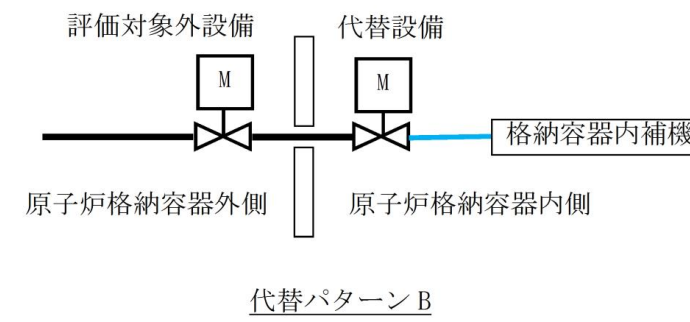 評価対象外設備
代替設備
M
M
格納容器内補機
原子炉格納容器外側
原子炉格納容器内側
代替パターン B